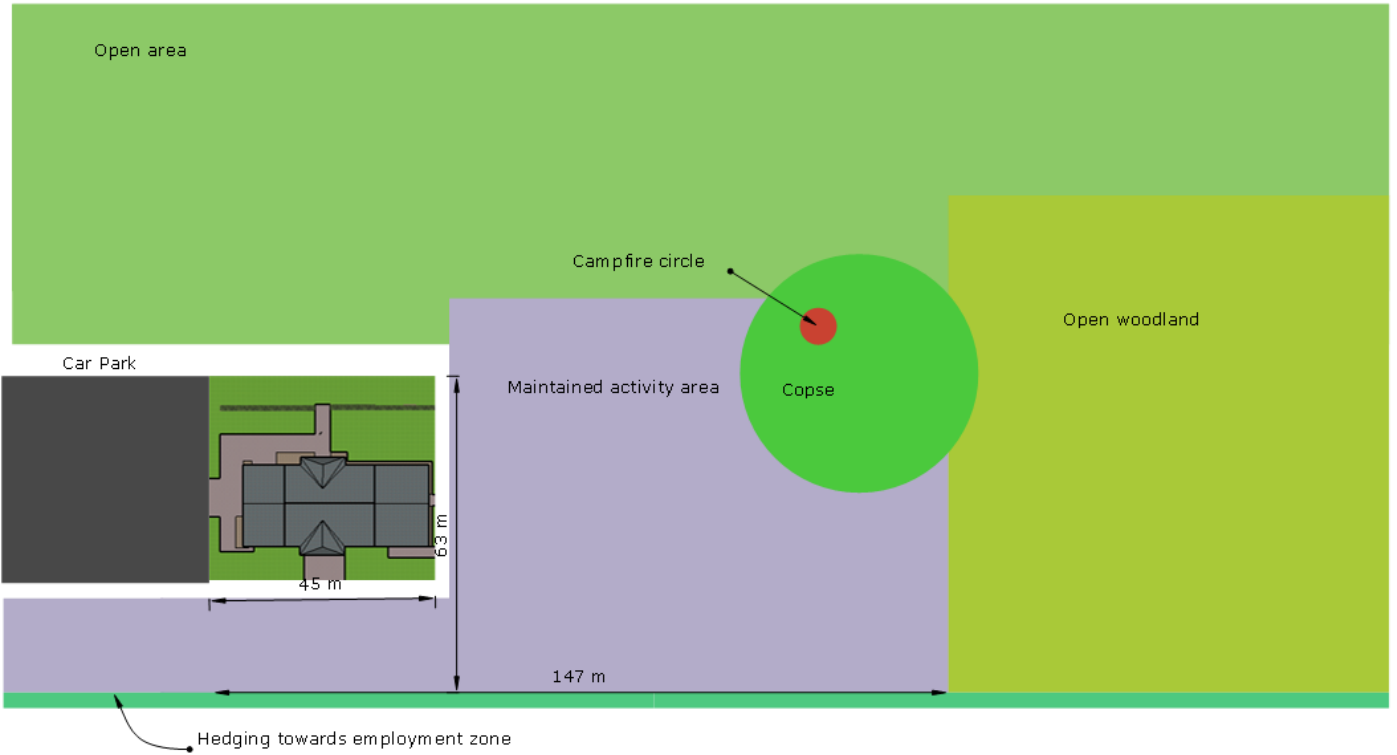 Open area
Campfire circle
Open woodland
Car Park
Maintained activity area
Copse
63 m
45 m
147 m
Hedging towards employment zone